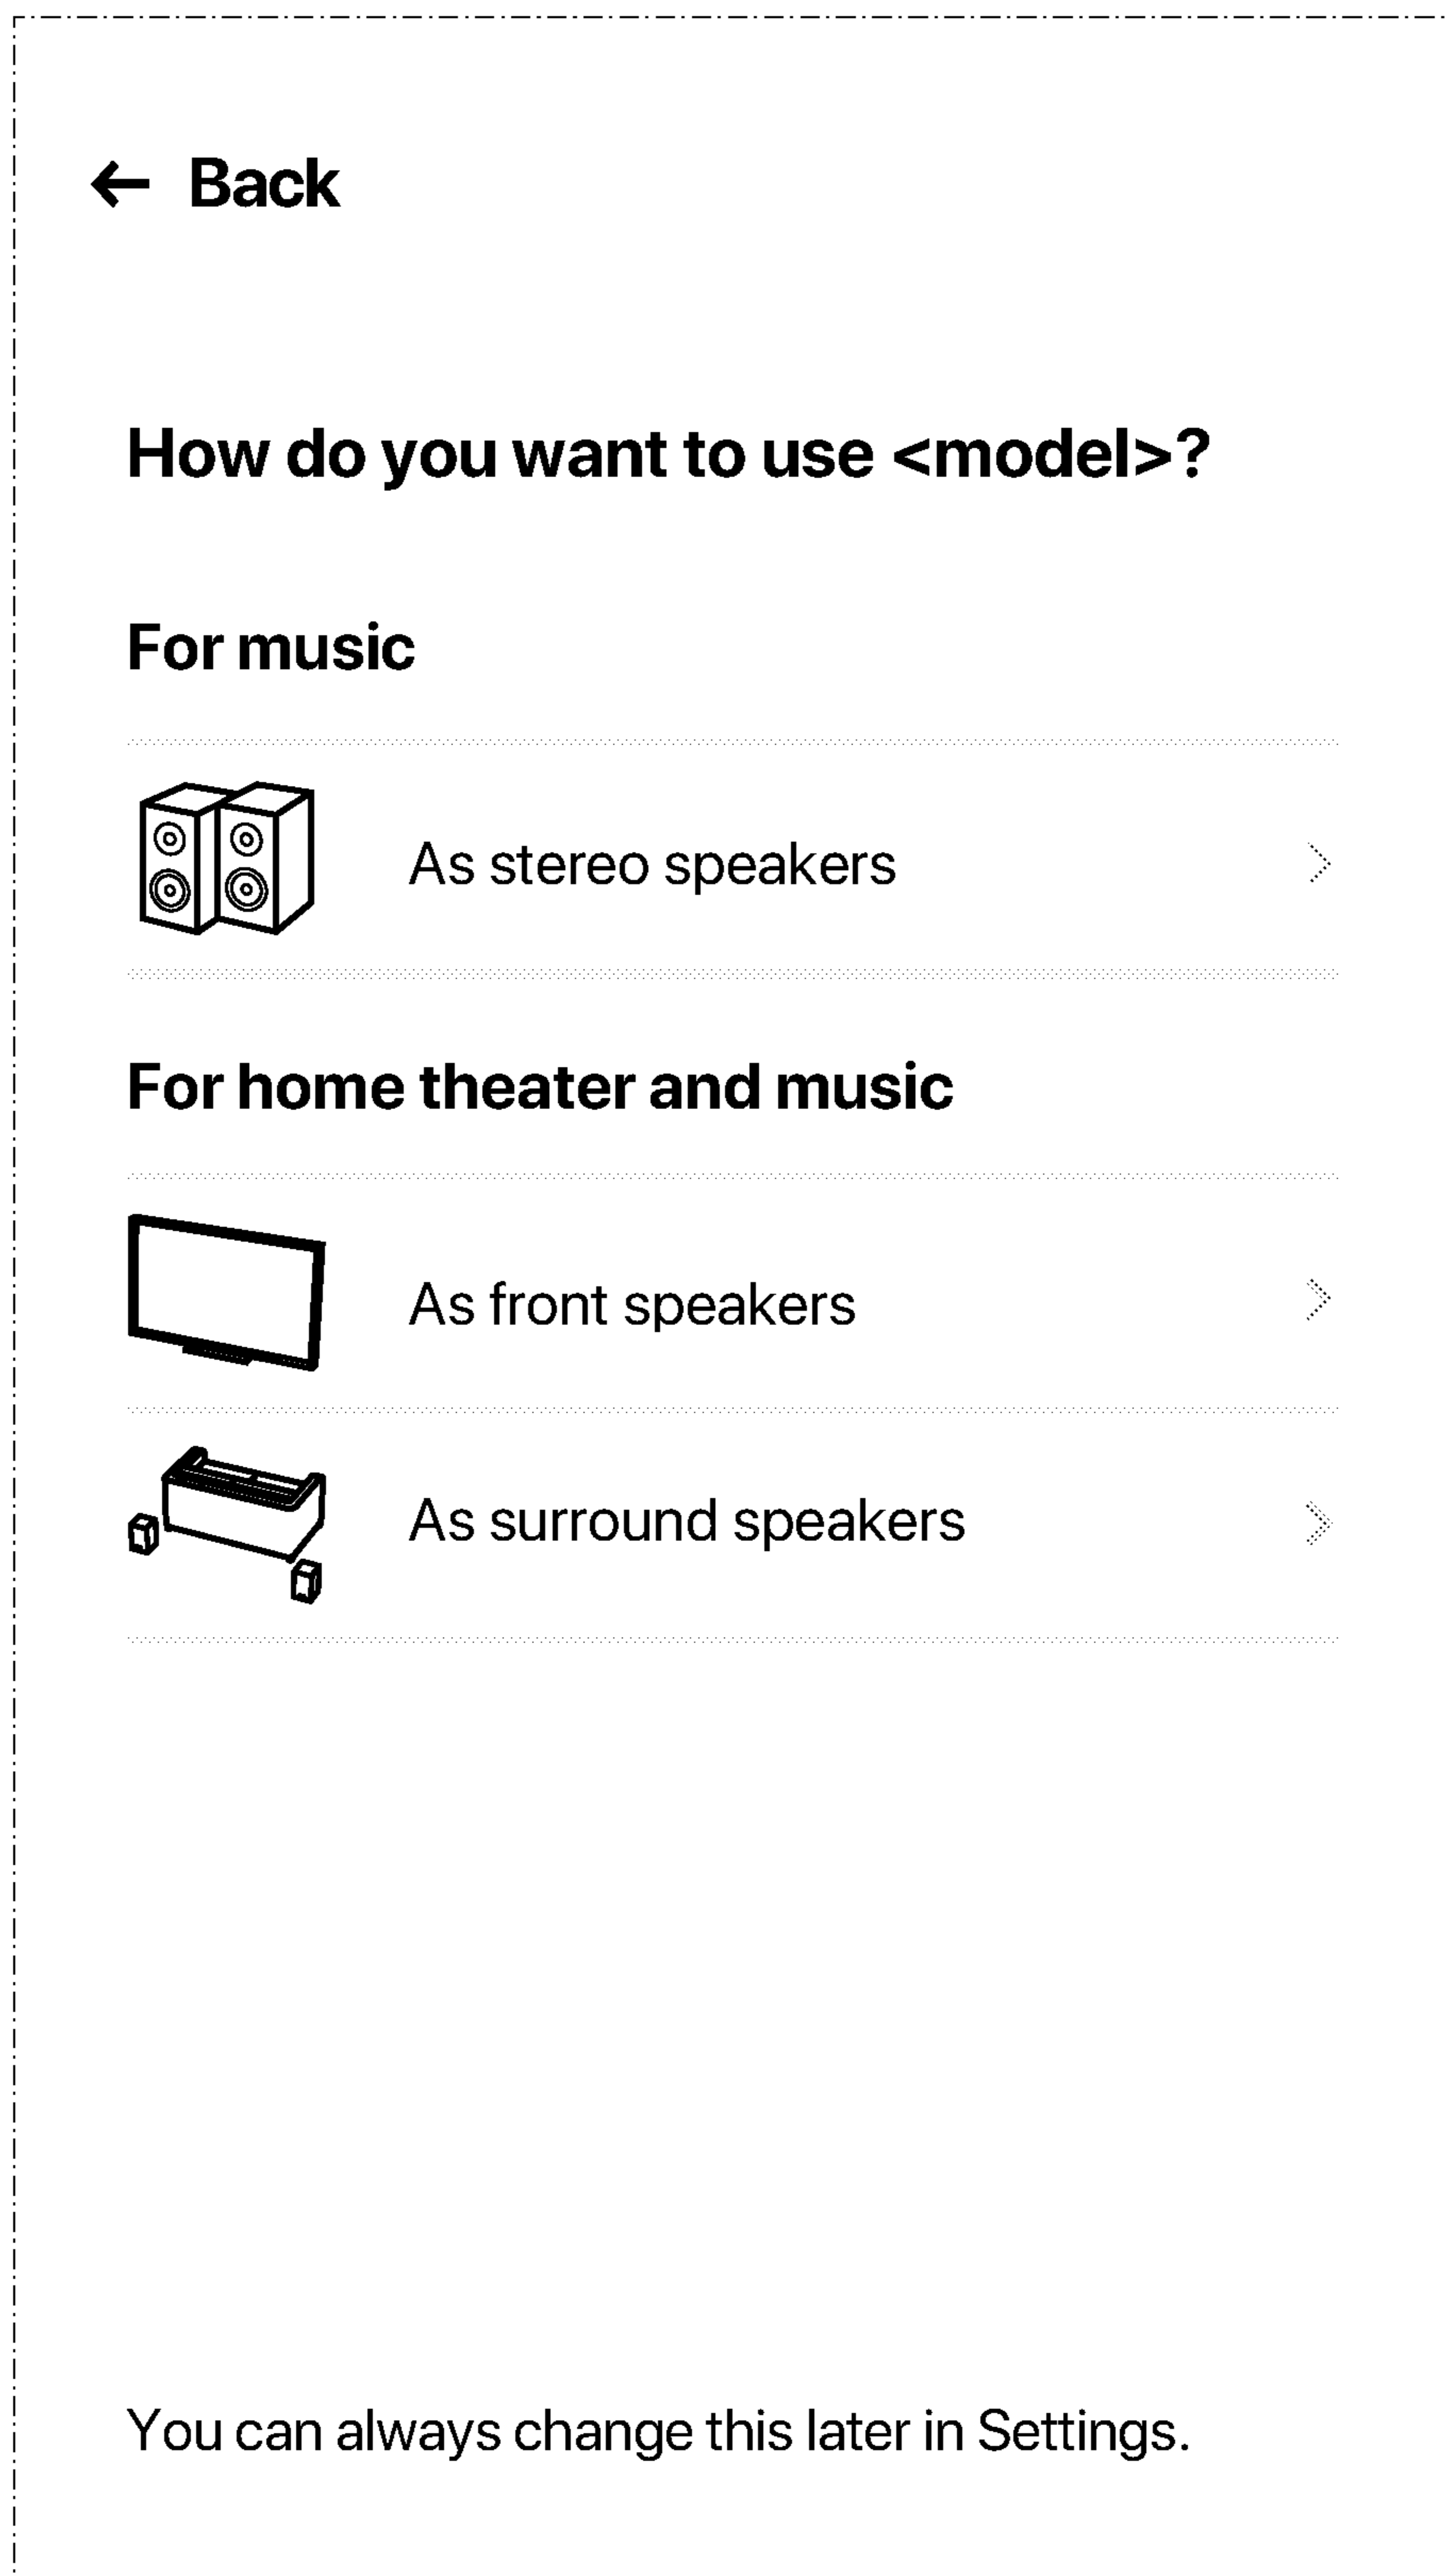 Back
How do you want to use <model>?
For music
As stereo speakers
For home theater and music
As front speakers
As surround speakers
You can always change this later in Settings.